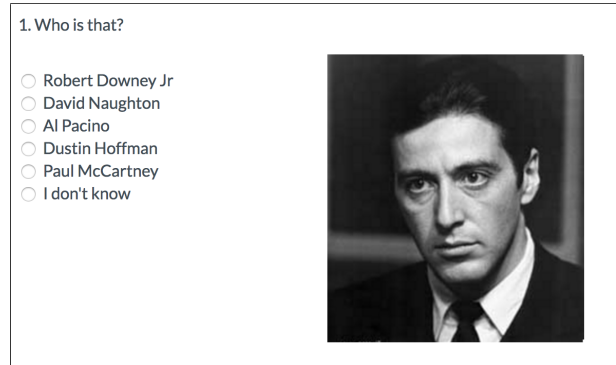 1. Who is that?
Robert Downey Jr
David Naughton
Al Pacino
Dustin Hoffman
Paul McCartney
I don't know